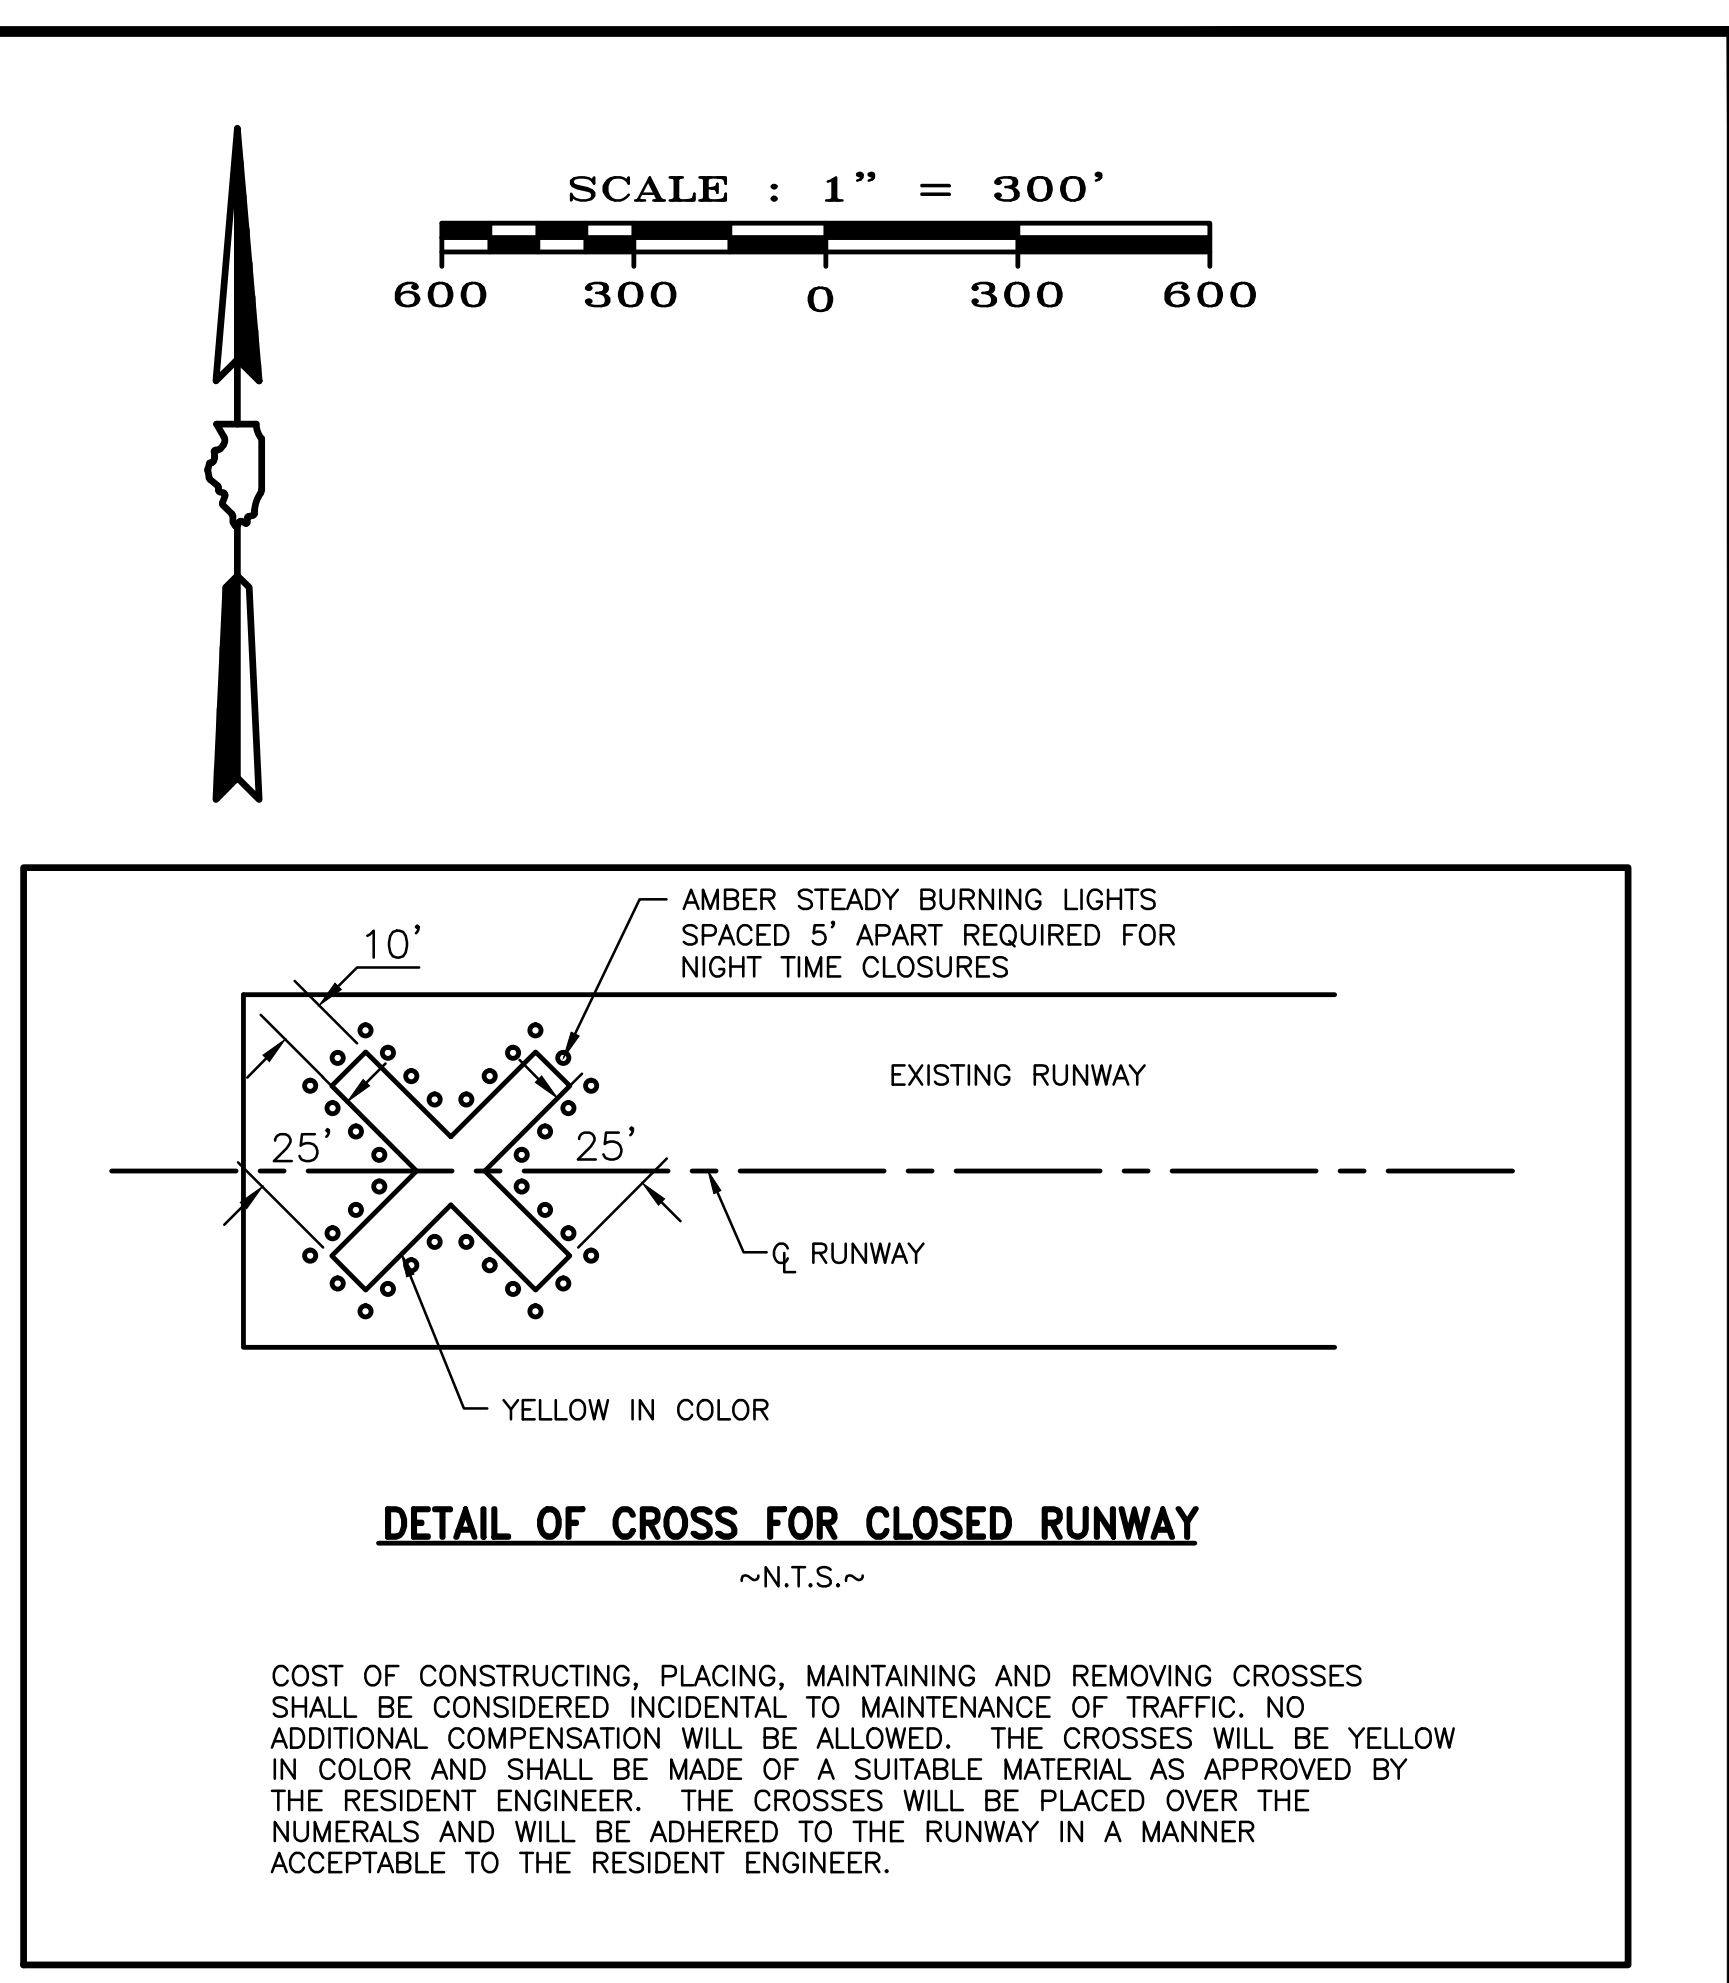 SCALE : 1" = 300'
600 300 0 300 600
AMBER STEADY BURNING LIGHTS
SPACED 5' APART REQUIRED FOR
NIGHT TIME CLOSURES
10'
EXISTING RUNWAY
25' 25'
℄ RUNWAY
YELLOW IN COLOR
DETAIL OF CROSS FOR CLOSED RUNWAY
~N.T.S.~
COST OF CONSTRUCTING, PLACING, MAINTAINING AND REMOVING CROSSES
SHALL BE CONSIDERED INCIDENTAL TO MAINTENANCE OF TRAFFIC. NO
ADDITIONAL COMPENSATION WILL BE ALLOWED. THE CROSSES WILL BE YELLOW
IN COLOR AND SHALL BE MADE OF A SUITABLE MATERIAL AS APPROVED BY
THE RESIDENT ENGINEER. THE CROSSES WILL BE PLACED OVER THE
NUMERALS AND WILL BE ADHERED TO THE RUNWAY IN A MANNER
ACCEPTABLE TO THE RESIDENT ENGINEER.